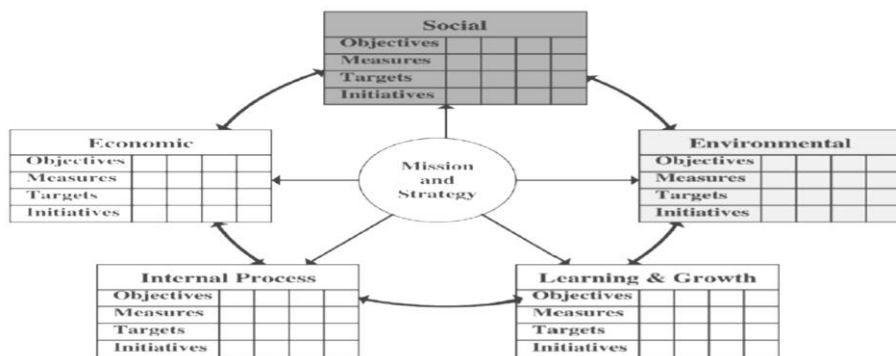 Social
Objectives
Measures
Targets
Initiatives
Economic
Objectives
Measures
Targets
Initiatives
Mission
and
Strategy
Environmental
Objectives
Measures
Targets
Initiatives
Internal Process
Objectives
Measures
Targets
Initiatives
Learning & Growth
Objectives
Measures
Targets
Initiatives